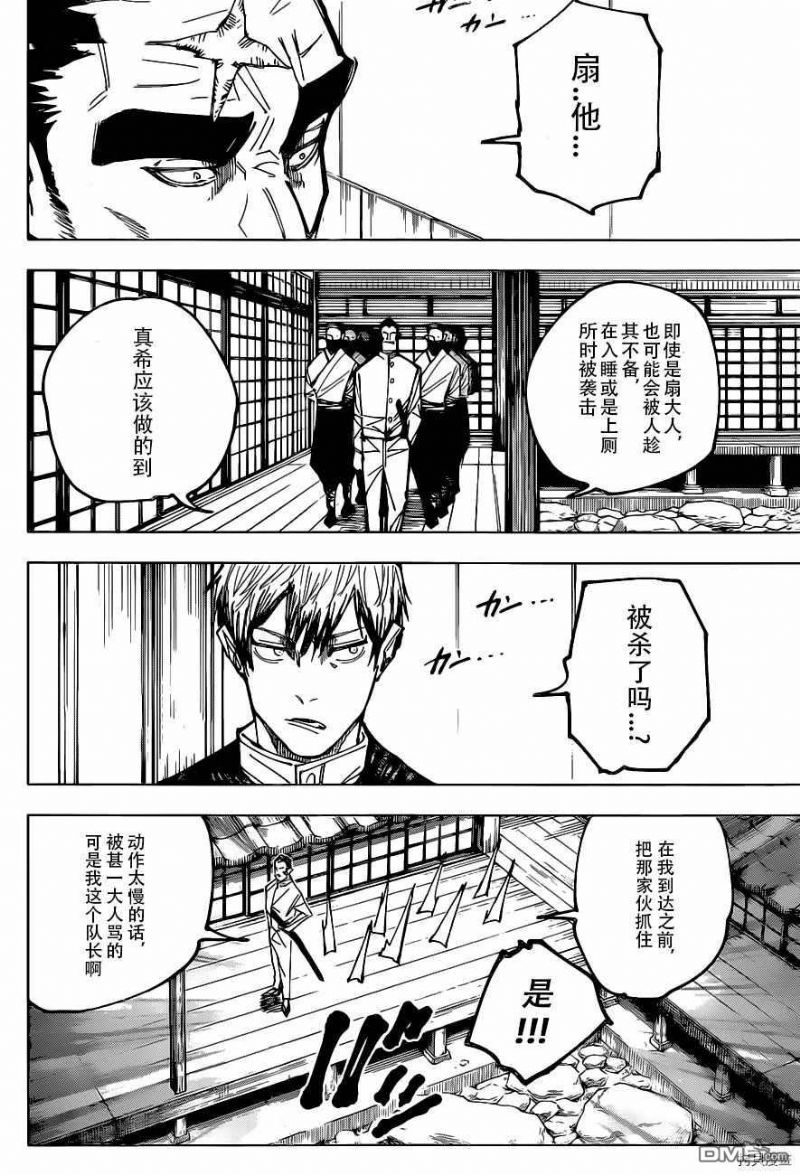 扇
…他…
即使是扇大人，
也可能会被人趁
其不备，
在入睡或是上厕
所时被袭击
真希应该做的到
被杀了吗…?
カン…
カン…
在我到达之前，
把那家伙抓住
是!!!
动作太慢的话，
被甚一大人骂的
可是我这个队长啊